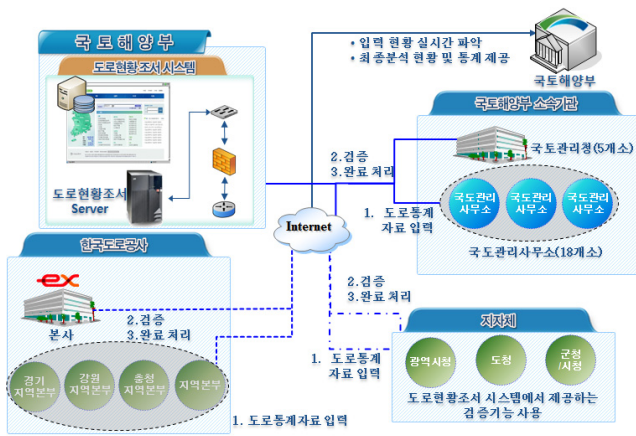 국토해양부
도로현황조서시스템
도로현황조서
Server
• 입력 현황 실시간 파악
• 최종분석 현황 및 통계 제공
국토해양부
국토해양부 소속기관
국토관리청(5개소)
국도관리
사무소
국도관리
사무소
국도관리
사무소
국도관리사무소(18개소)
2.검증
3.완료 처리
1. 도로통계
자료 입력
Internet
한국도로공사
ex
본사
2.검증
3.완료 처리
경기
지역본부
강원
지역본부
충청
지역본부
지역본부
1. 도로통계자료 입력
2.검증
3.완료 처리
1. 도로통계
자료 입력
지자체
광역시청
도청
군청
/시청
도로현황조서 시스템에서 제공하는
검증기능 사용